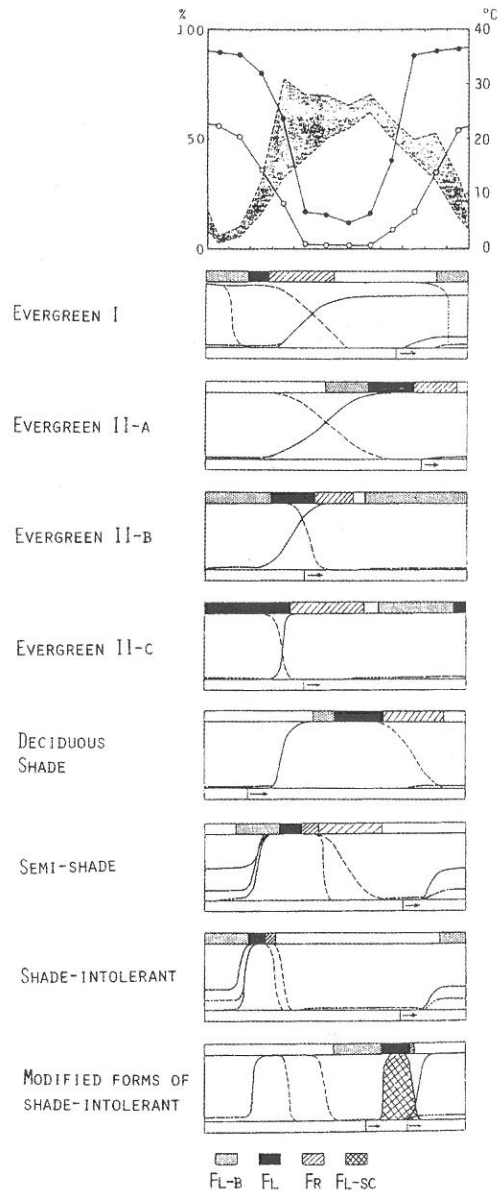 % °C
100 40
30
50 20
10
0 0
EVERGREEN I
EVERGREEN II-A
EVERGREEN II-B
EVERGREEN II-C
DECIDUOUS
SHADE
SEMI-SHADE
SHADE-INTOLERANT
MODIFIED FORMS OF
SHADE-INTOLERANT
FL-B FL FR FL-SC